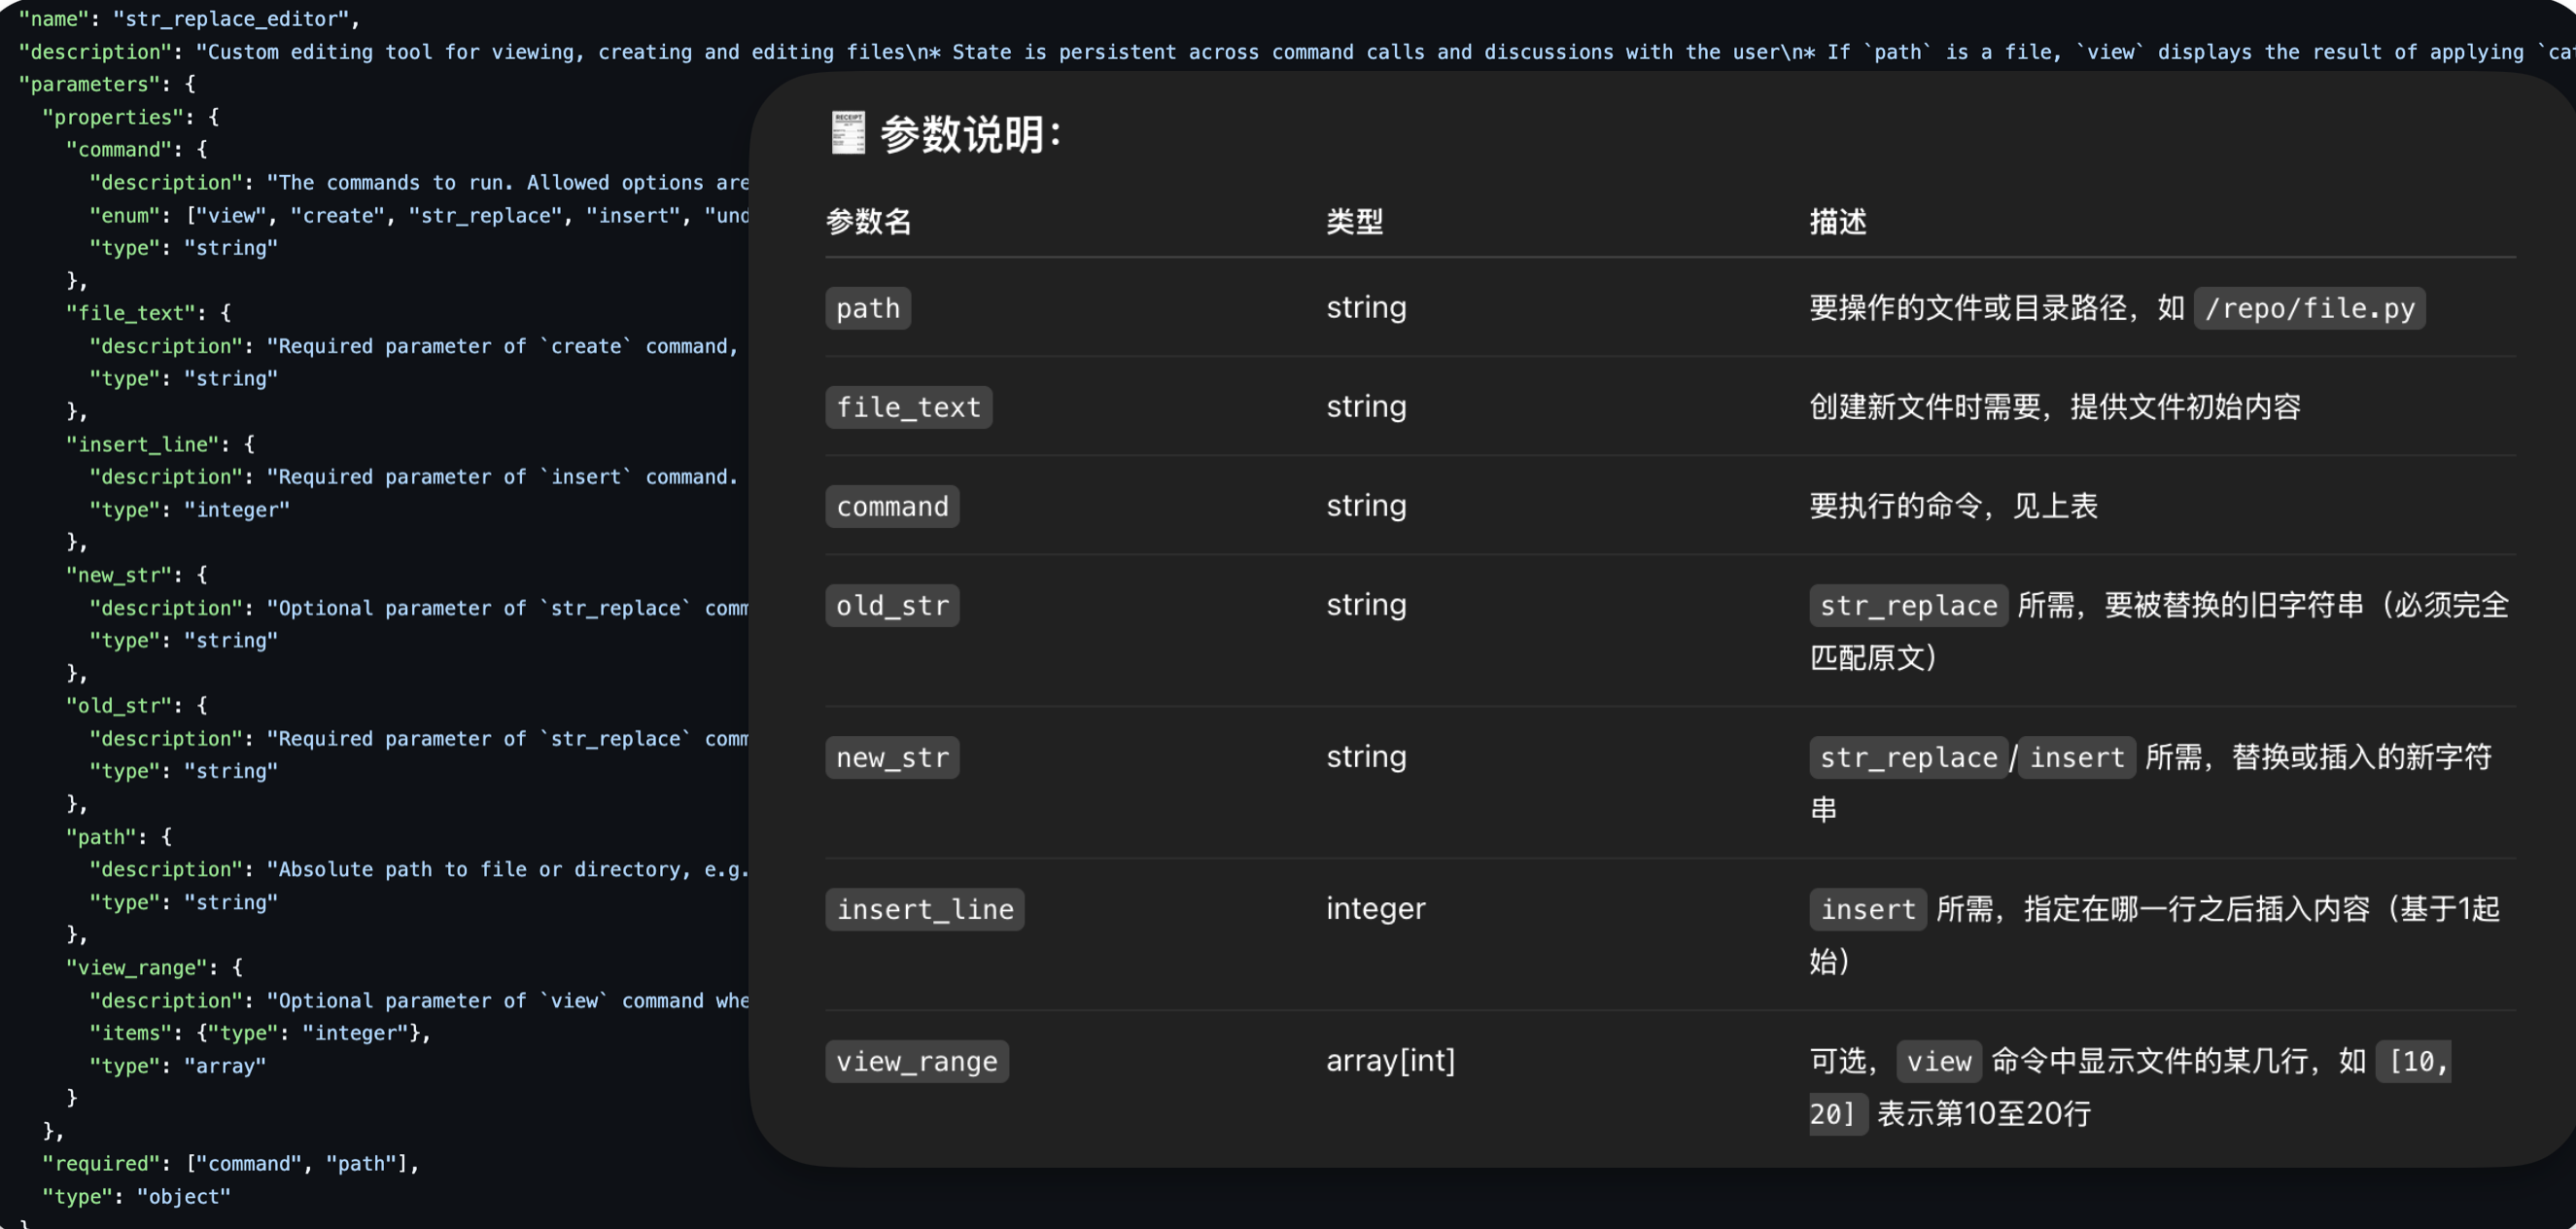 "name": "str_replace_editor",
"description": "Custom editing tool for viewing, creating and editing files\n* State is persistent across command calls and discussions with the user\n* If `path` is a file, `view` displays the result of applying `cat
"parameters": {
"properties": {
"command": {
"description": "The commands to run. Allowed options are
"enum": ["view", "create", "str_replace", "insert", "und
"type": "string"
},
"file_text": {
"description": "Required parameter of `create` command,
"type": "string"
},
"insert_line": {
"description": "Required parameter of `insert` command.
"type": "integer"
},
"new_str": {
"description": "Optional parameter of `str_replace` comm
"type": "string"
},
"old_str": {
"description": "Required parameter of `str_replace` comm
"type": "string"
},
"path": {
"description": "Absolute path to file or directory, e.g.
"type": "string"
},
"view_range": {
"description": "Optional parameter of `view` command whe
"items": {"type": "integer"},
"type": "array"
}
},
"required": ["command", "path"],
"type": "object"
}
RECEIPT
参数说明：
参数名 类型 描述
path string 要操作的文件或目录路径，如 /repo/file.py
file_text string 创建新文件时需要，提供文件初始内容
command string 要执行的命令，见上表
old_str string str_replace 所需，要被替换的旧字符串（必须完全
匹配原文）
new_str string str_replace/insert 所需，替换或插入的新字符
串
insert_line integer insert 所需，指定在哪一行之后插入内容（基于1起
始）
view_range array[int] 可选，view 命令中显示文件的某几行，如 [10,
20] 表示第10至20行